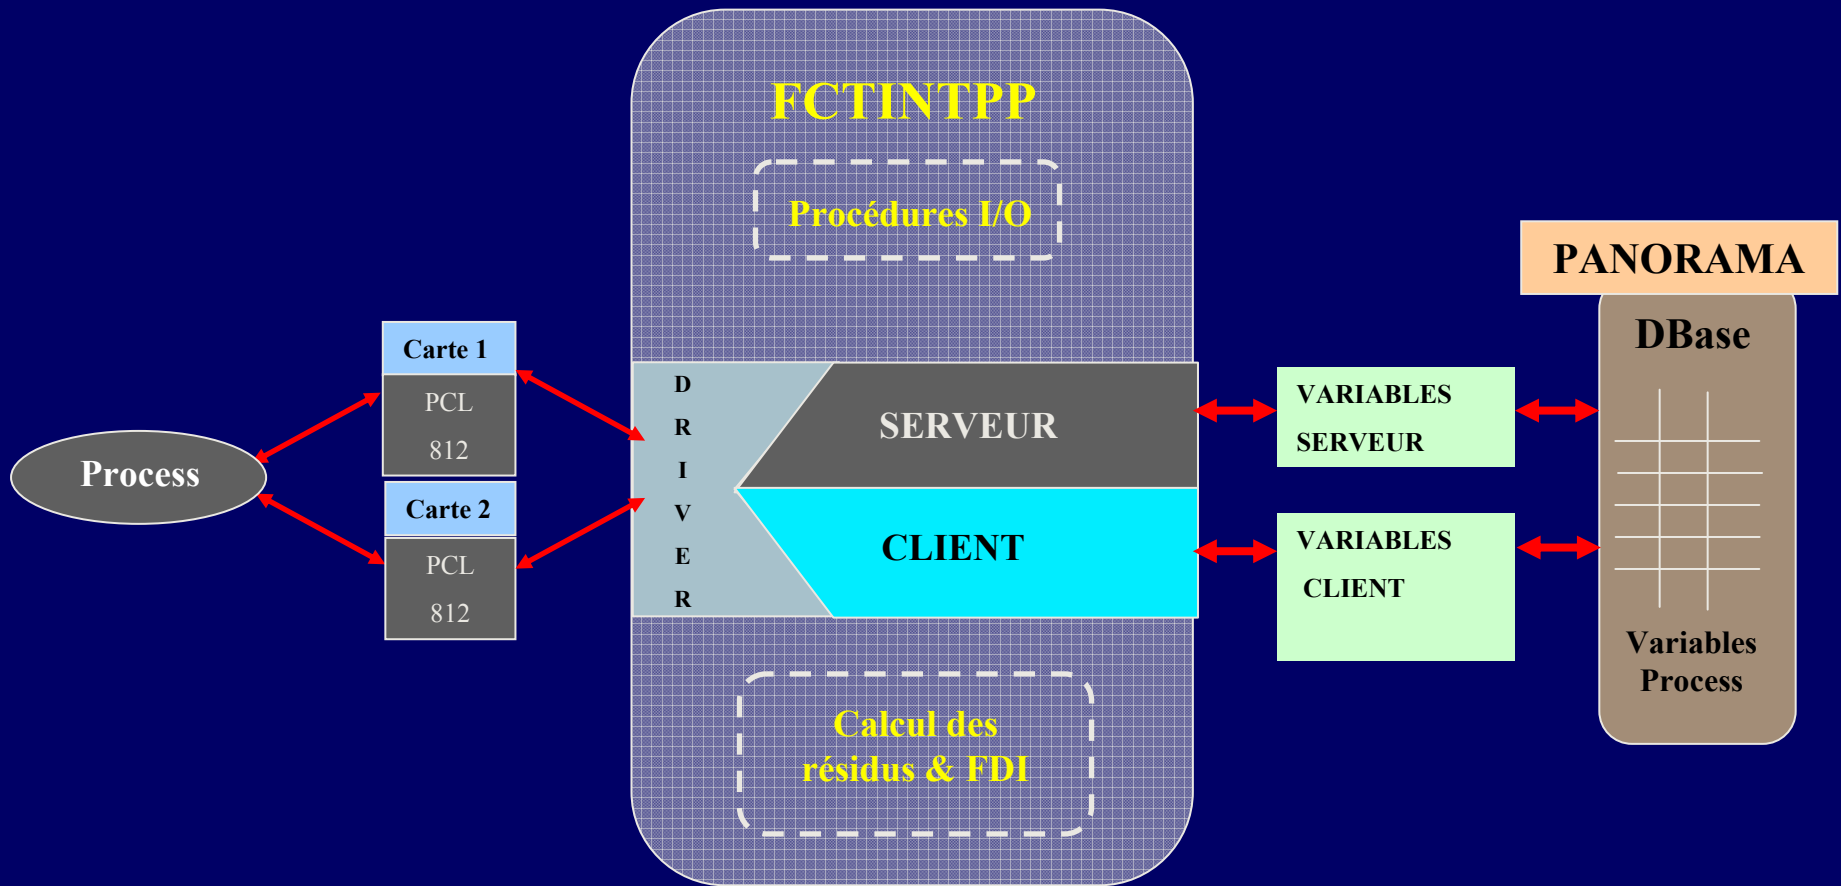 FCTINTPP
Procédures I/O
PANORAMA
DBase
Carte 1
PCL
812
Process
Carte 2
PCL
812
D
R
I
V
E
R
SERVEUR
CLIENT
VARIABLES
SERVEUR
VARIABLES
CLIENT
Variables
Process
Calcul des
résidus & FDI